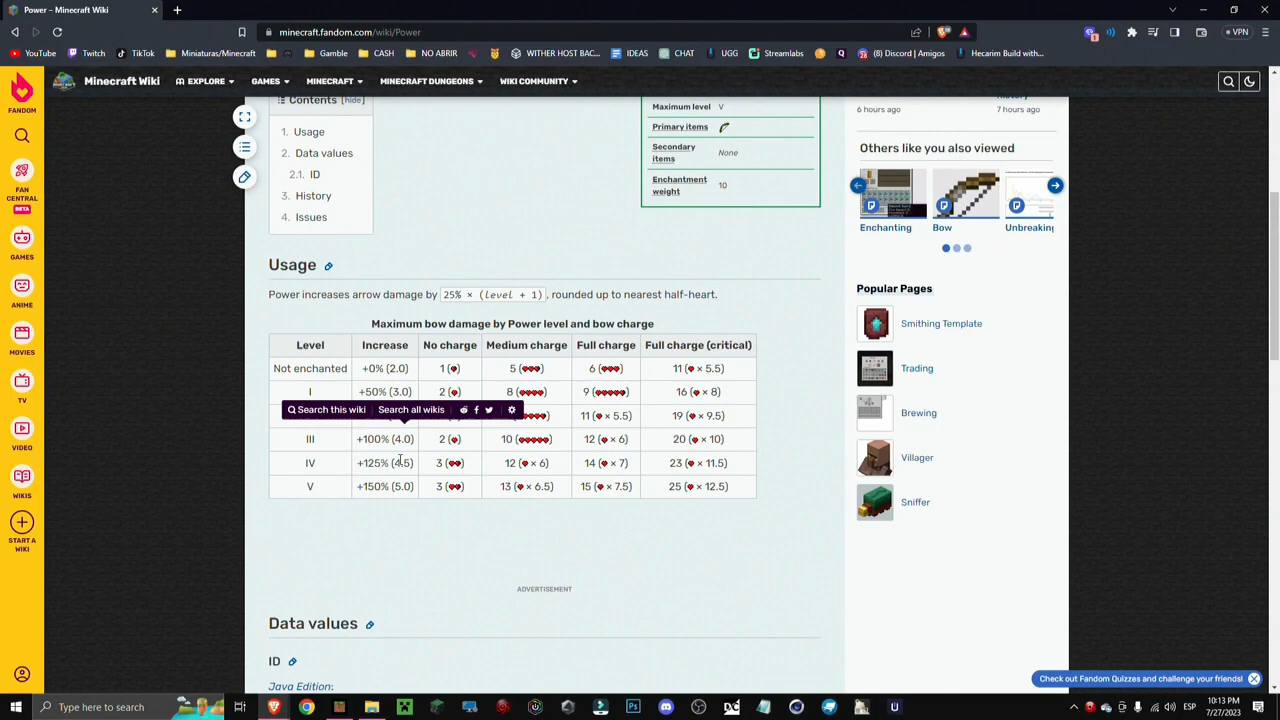 Power – Minecraft Wiki
minecraft.fandom.com/wiki/Power
VPN
YouTube Twitch TikTok Miniaturas/Minecraft Gamble CASH NO ABRIR WITHER HOST BAC... IDEAS CHAT UGG Streamlabs (8) Discord | Amigos Hecarim Build with...
FANDOM
Minecraft Wiki EXPLORE GAMES MINECRAFT MINECRAFT DUNGEONS WIKI COMMUNITY
FAN CENTRAL
BETA
GAMES
ANIME
MOVIES
TV
VIDEO
WIKIS
START A WIKI
Contents [hide]
1. Usage
2. Data values
2.1. ID
3. History
4. Issues
Maximum level V
Primary items
Secondary items None
Enchantment weight 10
History
6 hours ago 7 hours ago
Others like you also viewed
Enchanting Bow Unbreaking
Popular Pages
Smithing Template
Trading
Brewing
Villager
Sniffer
Usage
Power increases arrow damage by 25% × (level + 1), rounded up to nearest half-heart.
Maximum bow damage by Power level and bow charge
Level Increase No charge Medium charge Full charge Full charge (critical)
Not enchanted +0% (2.0) 1 () 5 () 6 () 11 ( × 5.5)
I +50% (3.0) 2 () 8 () 9 () 16 ( × 8)
Search this wiki Search all wikis
11 ( × 5.5) 19 ( × 9.5)
III +100% (4.0) 2 () 10 () 12 ( × 6) 20 ( × 10)
IV +125% (4.5) 3 () 12 ( × 6) 14 ( × 7) 23 ( × 11.5)
V +150% (5.0) 3 () 13 ( × 6.5) 15 ( × 7.5) 25 ( × 12.5)
ADVERTISEMENT
Data values
ID
Java Edition:
Check out Fandom Quizzes and challenge your friends!
Type here to search
ESP
10:13 PM
7/27/2023